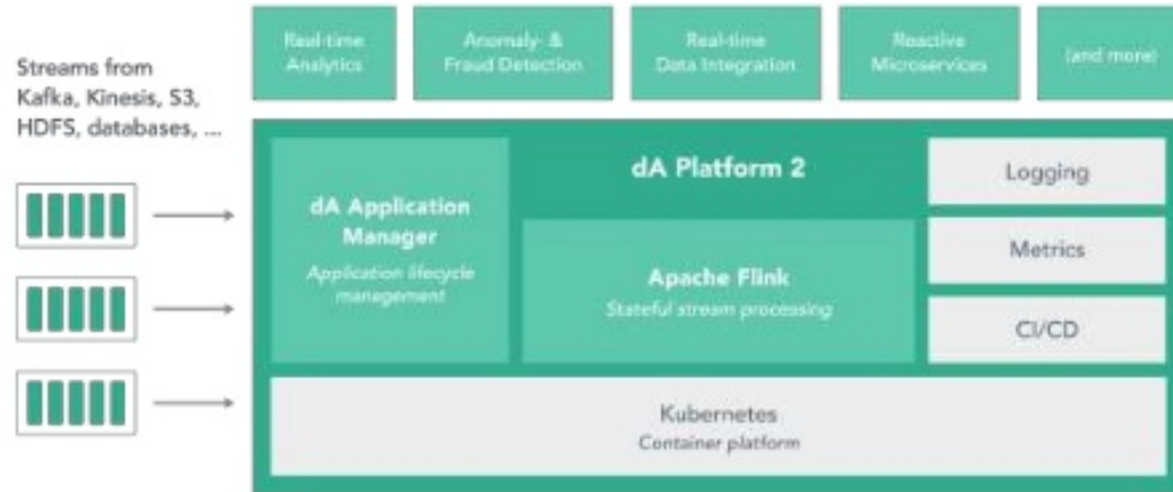 Streams from
Kafka, Kinesis, S3,
HDFS, databases, ...
Real-time
Analytics
Anomaly- &
Fraud Detection
Real-time
Data Integration
Reactive
Microservices
(and more)
dA Application
Manager
Application lifecycle
management
dA Platform 2
Apache Flink
Stateful stream processing
Logging
Metrics
CI/CD
Kubernetes
Container platform